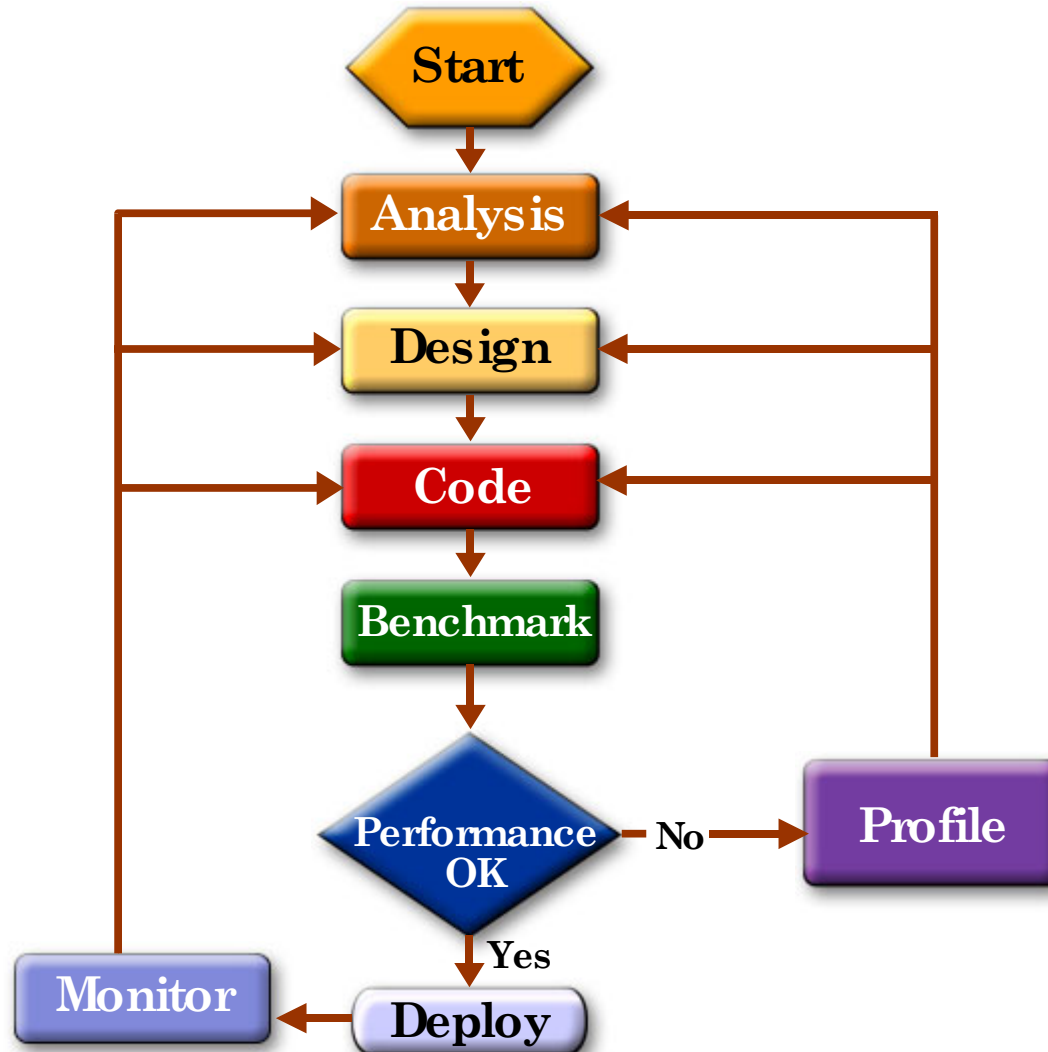 Start
Analysis
Design
Code
Benchmark
Performance
OK
No
Profile
Yes
Monitor
Deploy